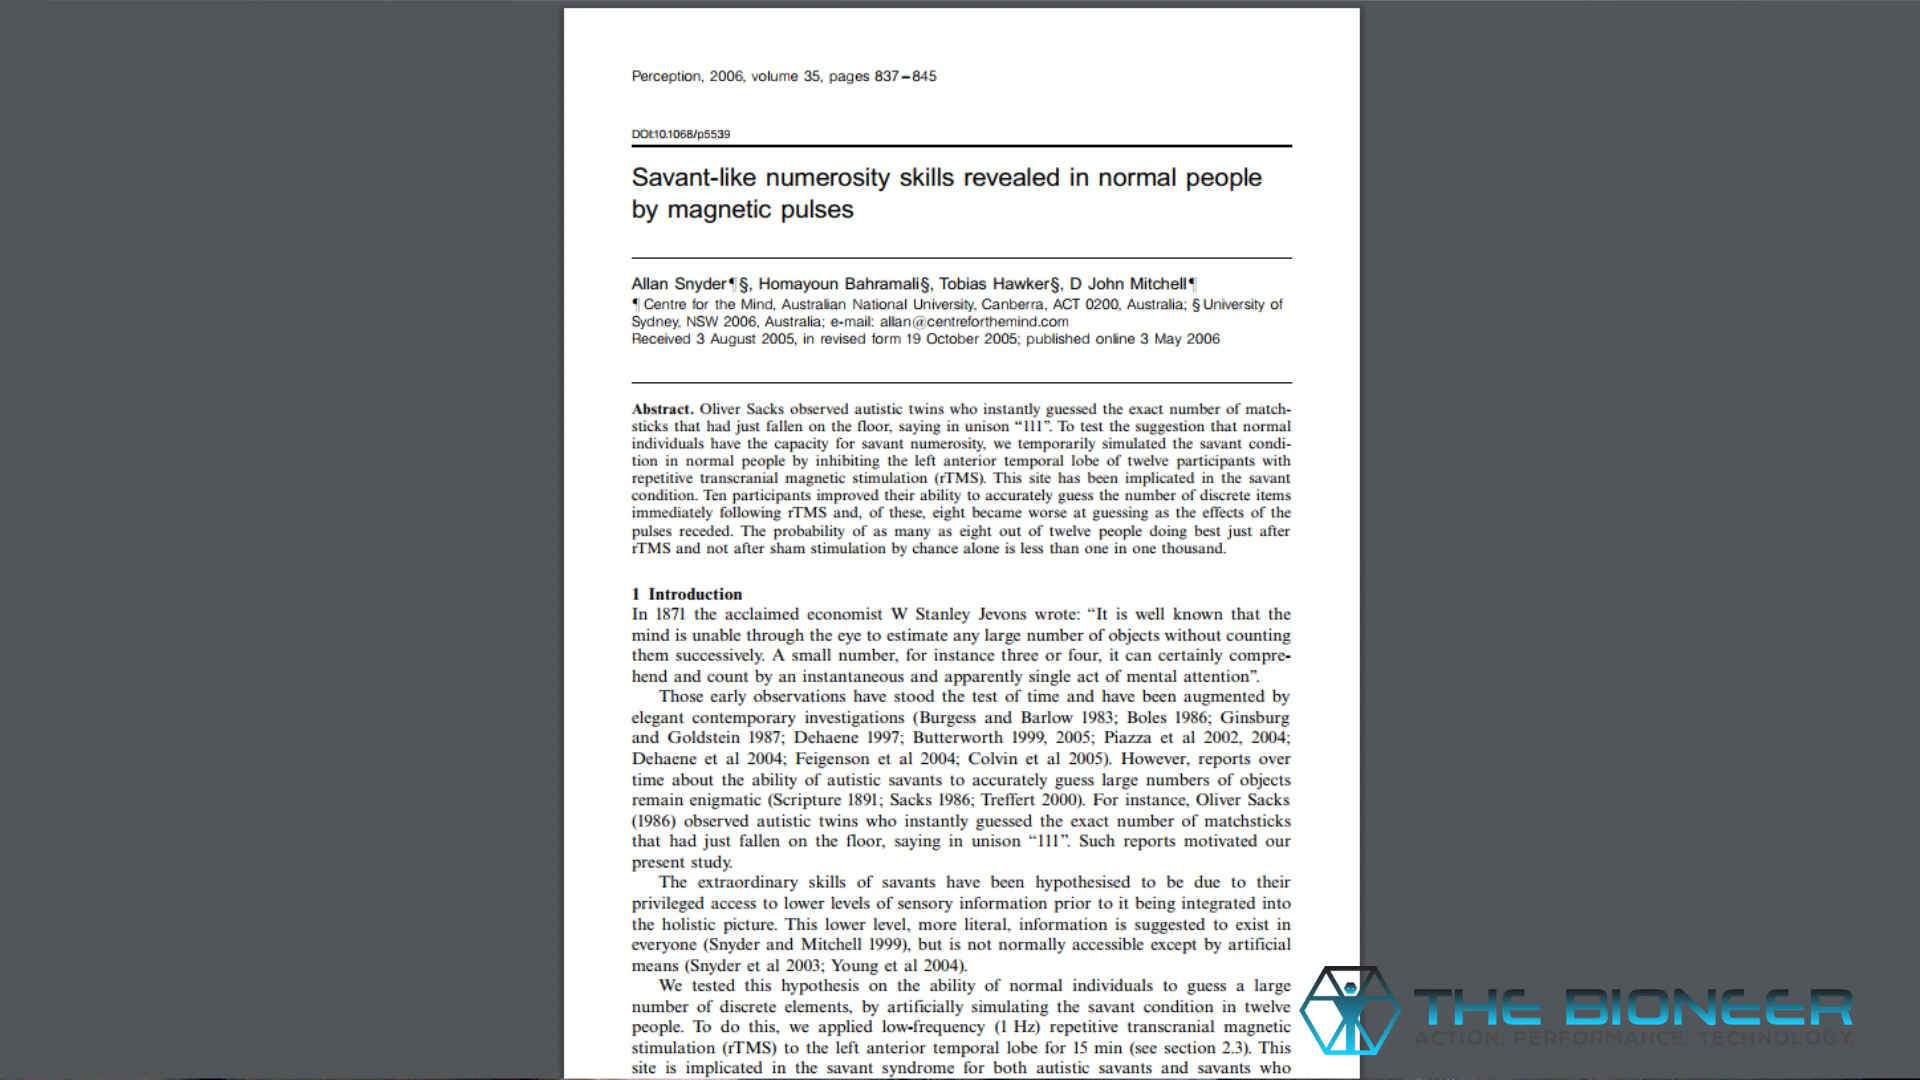 Perception, 2006, volume 35, pages 837–845
DOI:10.1068/p5539
Savant-like numerosity skills revealed in normal people
by magnetic pulses
Allan Snyder¶§, Homayoun Bahramali§, Tobias Hawker§, D John Mitchell¶
¶ Centre for the Mind, Australian National University, Canberra, ACT 0200, Australia; § University of
Sydney, NSW 2006, Australia; e-mail: allan@centreforthemind.com
Received 3 August 2005, in revised form 19 October 2005; published online 3 May 2006
Abstract. Oliver Sacks observed autistic twins who instantly guessed the exact number of match-
sticks that had just fallen on the floor, saying in unison “111”. To test the suggestion that normal
individuals have the capacity for savant numerosity, we temporarily simulated the savant condi-
tion in normal people by inhibiting the left anterior temporal lobe of twelve participants with
repetitive transcranial magnetic stimulation (rTMS). This site has been implicated in the savant
condition. Ten participants improved their ability to accurately guess the number of discrete items
immediately following rTMS and, of these, eight became worse at guessing as the effects of the
pulses receded. The probability of as many as eight out of twelve people doing best just after
rTMS and not after sham stimulation by chance alone is less than one in one thousand.
1 Introduction
In 1871 the acclaimed economist W Stanley Jevons wrote: “It is well known that the
mind is unable through the eye to estimate any large number of objects without counting
them successively. A small number, for instance three or four, it can certainly compre-
hend and count by an instantaneous and apparently single act of mental attention”.
Those early observations have stood the test of time and have been augmented by
elegant contemporary investigations (Burgess and Barlow 1983; Boles 1986; Ginsburg
and Goldstein 1987; Dehaene 1997; Butterworth 1999, 2005; Piazza et al 2002, 2004;
Dehaene et al 2004; Feigenson et al 2004; Colvin et al 2005). However, reports over
time about the ability of autistic savants to accurately guess large numbers of objects
remain enigmatic (Scripture 1891; Sacks 1986; Treffert 2000). For instance, Oliver Sacks
(1986) observed autistic twins who instantly guessed the exact number of matchsticks
that had just fallen on the floor, saying in unison “111”. Such reports motivated our
present study.
The extraordinary skills of savants have been hypothesised to be due to their
privileged access to lower levels of sensory information prior to it being integrated into
the holistic picture. This lower level, more literal, information is suggested to exist in
everyone (Snyder and Mitchell 1999), but is not normally accessible except by artificial
means (Snyder et al 2003; Young et al 2004).
We tested this hypothesis on the ability of normal individuals to guess a large
number of discrete elements, by artificially simulating the savant condition in twelve
people. To do this, we applied low-frequency (1 Hz) repetitive transcranial magnetic
stimulation (rTMS) to the left anterior temporal lobe for 15 min (see section 2.3). This
site is implicated in the savant syndrome for both autistic savants and savants who
THE BIONEER
ACTION. PERFORMANCE. TECHNOLOGY.